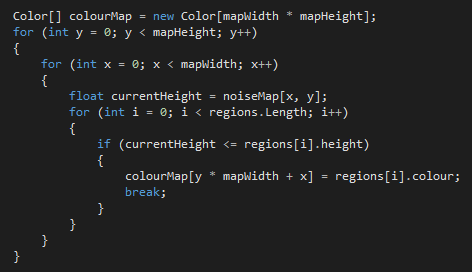 Color[] colourMap = new Color[mapWidth * mapHeight];
for (int y = 0; y < mapHeight; y++)
{
    for (int x = 0; x < mapWidth; x++)
    {
        float currentHeight = noiseMap[x, y];
        for (int i = 0; i < regions.Length; i++)
        {
            if (currentHeight <= regions[i].height)
            {
                colourMap[y * mapWidth + x] = regions[i].colour;
                break;
            }
        }
    }
}